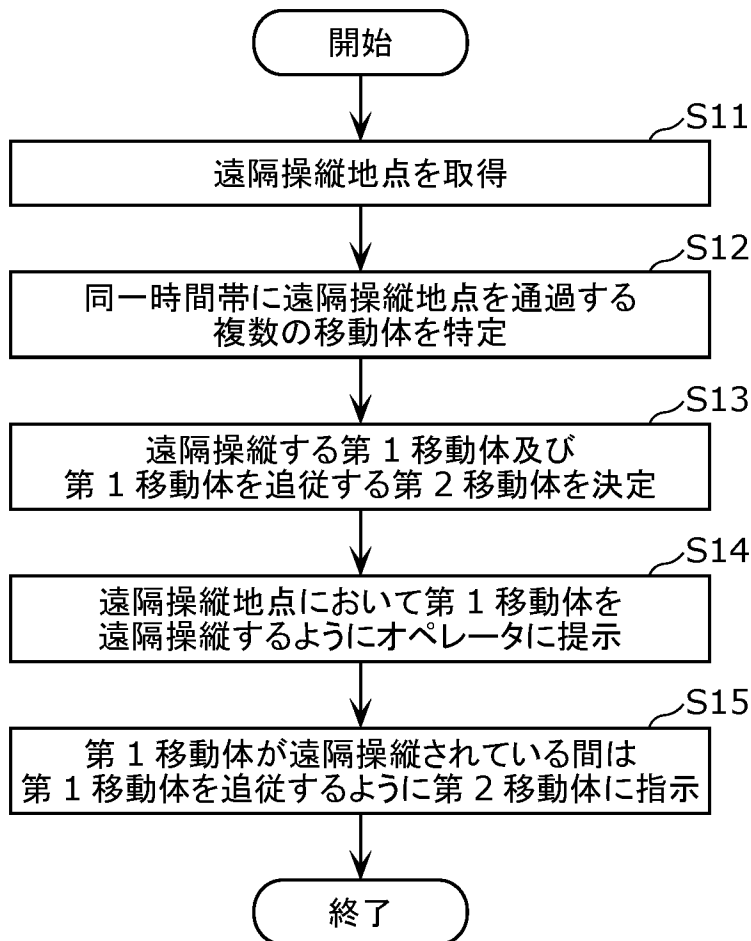 開始
S11
遠隔操縦地点を取得
S12
同一時間帯に遠隔操縦地点を通過する
複数の移動体を特定
S13
遠隔操縦する第1移動体及び
第1移動体を追従する第2移動体を決定
S14
遠隔操縦地点において第1移動体を
遠隔操縦するようにオペレータに提示
S15
第1移動体が遠隔操縦されている間は
第1移動体を追従するように第2移動体に指示
終了